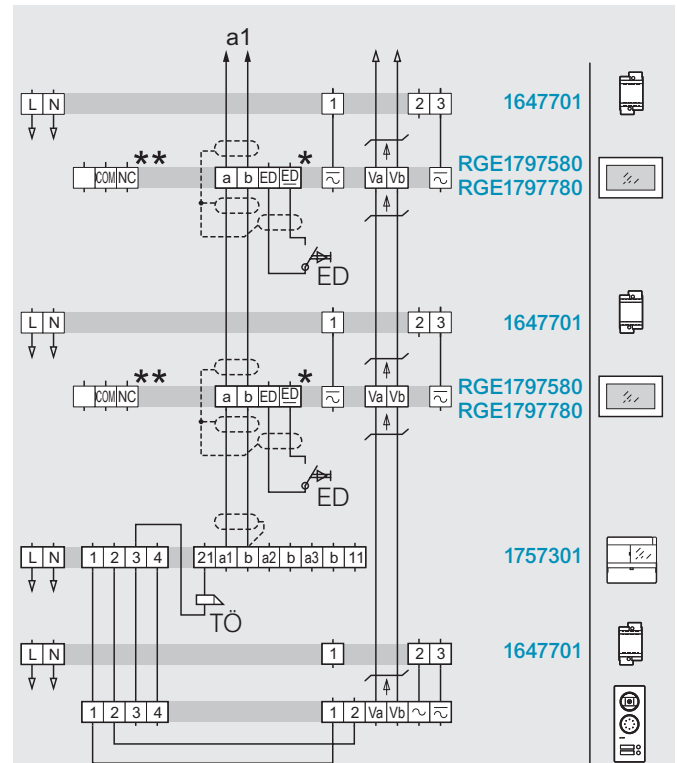 a1
L N 1 2 3 1647701
** *
COM NC a b ED ED Va Vb RGE1797580
RGE1797780
ED
L N 1 2 3 1647701
** *
COM NC a b ED ED Va Vb RGE1797580
RGE1797780
ED
L N 1 2 3 4 21 a1 b a2 b a3 b 11 1757301
TÖ
L N 1 2 3 1647701
1 2 3 4 1 2 Va Vb